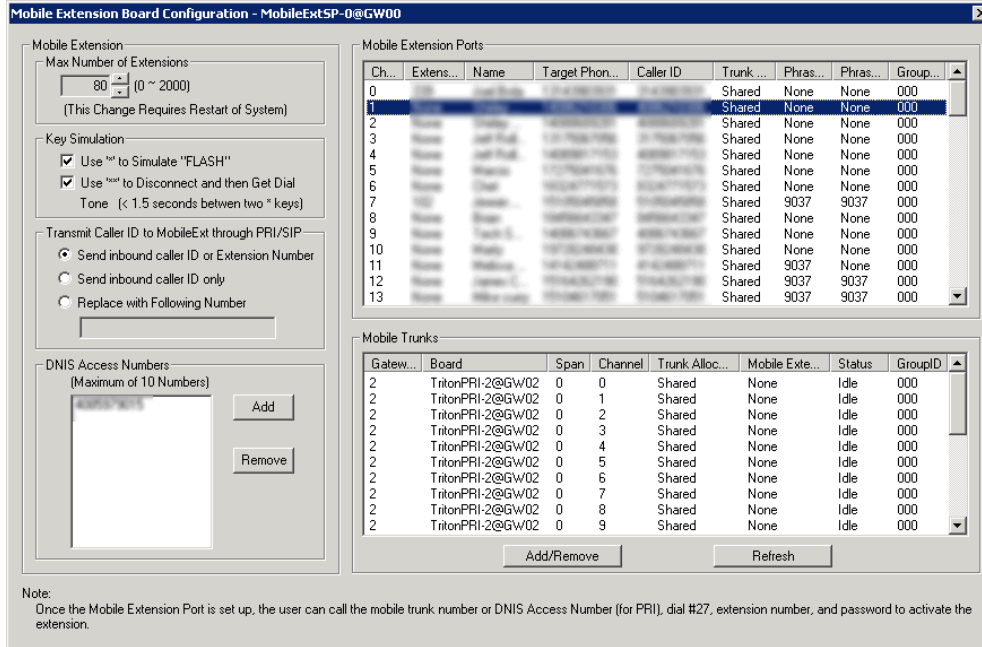 Mobile Extension Board Configuration - MobileExtSP-0@GW00
Mobile Extension
Max Number of Extensions
80 (0 ~ 2000)
(This Change Requires Restart of System)
Key Simulation
Use '*' to Simulate "FLASH"
Use '**' to Disconnect and then Get Dial
Tone (< 1.5 seconds betwen two * keys)
Transmit Caller ID to MobileExt through PRI/SIP
Send inbound caller ID or Extension Number
Send inbound caller ID only
Replace with Following Number
DNIS Access Numbers
(Maximum of 10 Numbers)
Add
Remove
Mobile Extension Ports
Ch... Extens... Name Target Phon... Caller ID Trunk ... Phras... Phras... Group...
0 Shared None None 000
1 Shared None None 000
2 Shared None None 000
3 Shared None None 000
4 Shared None None 000
5 Shared None None 000
6 Shared None None 000
7 Shared 9037 9037 000
8 Shared None None 000
9 Shared None None 000
10 Shared None None 000
11 Shared 9037 None 000
12 Shared 9037 9037 000
13 Shared 9037 9037 000
Mobile Trunks
Gatew... Board Span Channel Trunk Alloc... Mobile Exte... Status GroupID
2 TritonPRI-2@GW02 0 0 Shared None Idle 000
2 TritonPRI-2@GW02 0 1 Shared None Idle 000
2 TritonPRI-2@GW02 0 2 Shared None Idle 000
2 TritonPRI-2@GW02 0 3 Shared None Idle 000
2 TritonPRI-2@GW02 0 4 Shared None Idle 000
2 TritonPRI-2@GW02 0 5 Shared None Idle 000
2 TritonPRI-2@GW02 0 6 Shared None Idle 000
2 TritonPRI-2@GW02 0 7 Shared None Idle 000
2 TritonPRI-2@GW02 0 8 Shared None Idle 000
2 TritonPRI-2@GW02 0 9 Shared None Idle 000
Add/Remove
Refresh
Note:
Once the Mobile Extension Port is set up, the user can call the mobile trunk number or DNIS Access Number (for PRI), dial #27, extension number, and password to activate the
extension.